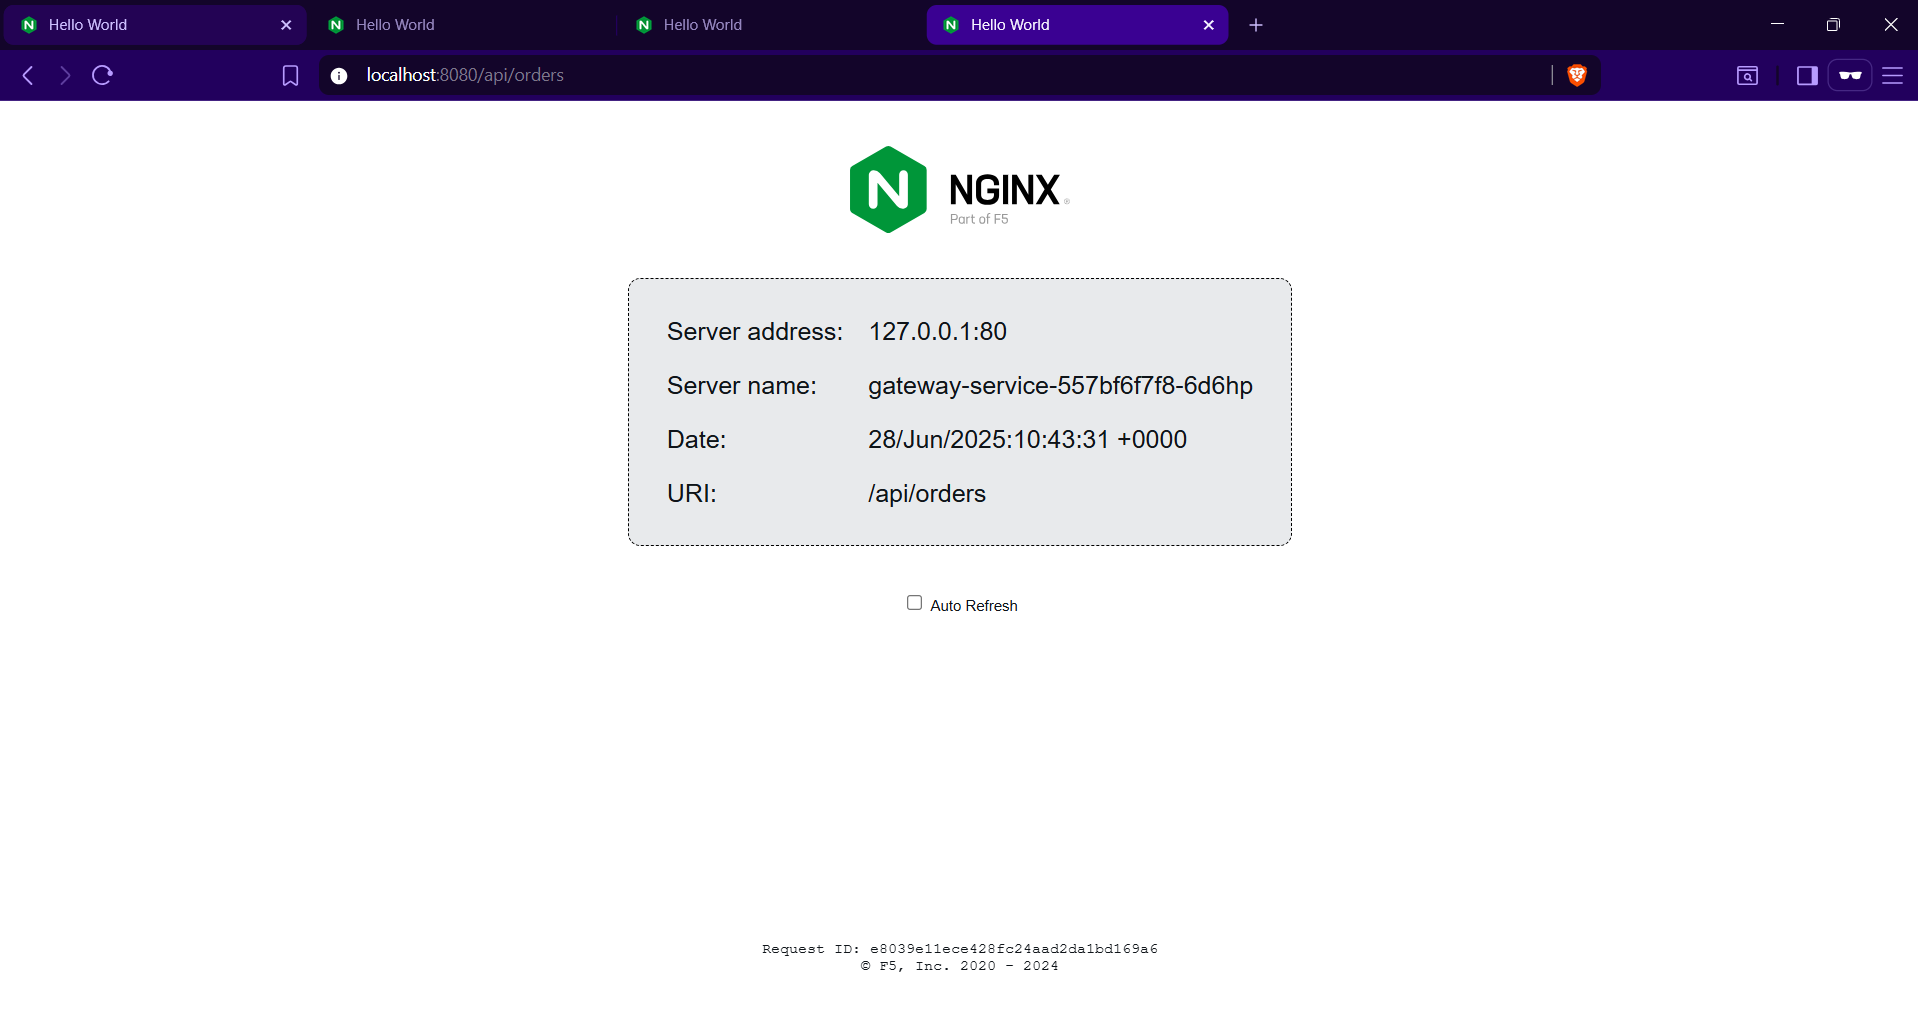 Hello World
Hello World
Hello World
Hello World
localhost:8080/api/orders
N NGINX®
Part of F5
Server address: 127.0.0.1:80
Server name: gateway-service-557bf6f7f8-6d6hp
Date: 28/Jun/2025:10:43:31 +0000
URI: /api/orders
Auto Refresh
Request ID: e8039e11ece428fc24aad2da1bd169a6
© F5, Inc. 2020 - 2024